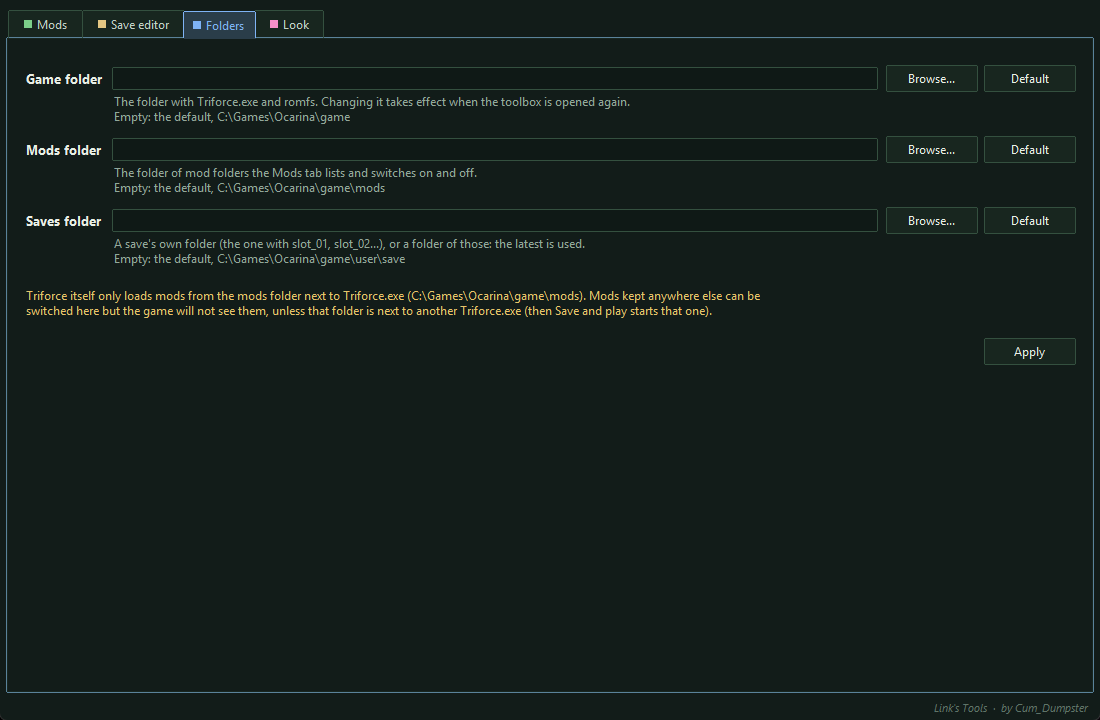 Mods
Save editor
Folders
Look
Game folder
Browse...
Default
The folder with Triforce.exe and romfs. Changing it takes effect when the toolbox is opened again.
Empty: the default, C:\Games\Ocarina\game
Mods folder
Browse...
Default
The folder of mod folders the Mods tab lists and switches on and off.
Empty: the default, C:\Games\Ocarina\game\mods
Saves folder
Browse...
Default
A save's own folder (the one with slot_01, slot_02...), or a folder of those: the latest is used.
Empty: the default, C:\Games\Ocarina\game\user\save
Triforce itself only loads mods from the mods folder next to Triforce.exe (C:\Games\Ocarina\game\mods). Mods kept anywhere else can be
switched here but the game will not see them, unless that folder is next to another Triforce.exe (then Save and play starts that one).
Apply
Link's Tools · by Cum_Dumpster